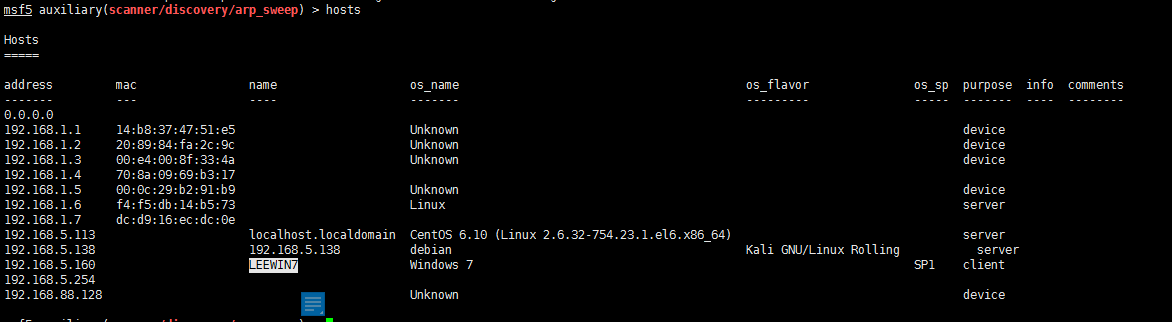 msf5 auxiliary(scanner/discovery/arp_sweep) > hosts
Hosts
=====
address mac name os_name os_flavor os_sp purpose info comments
------- --- ---- ------- --------- ----- ------- ---- --------
0.0.0.0
192.168.1.1 14:b8:37:47:51:e5 Unknown device
192.168.1.2 20:89:84:fa:2c:9c Unknown device
192.168.1.3 00:e4:00:8f:33:4a Unknown device
192.168.1.4 70:8a:09:69:b3:17
192.168.1.5 00:0c:29:b2:91:b9 Unknown device
192.168.1.6 f4:f5:db:14:b5:73 Linux server
192.168.1.7 dc:d9:16:ec:dc:0e
192.168.5.113 localhost.localdomain CentOS 6.10 (Linux 2.6.32-754.23.1.el6.x86_64) server
192.168.5.138 192.168.5.138 debian Kali GNU/Linux Rolling server
192.168.5.160 LEEWIN7 Windows 7 SP1 client
192.168.5.254
192.168.88.128 Unknown device